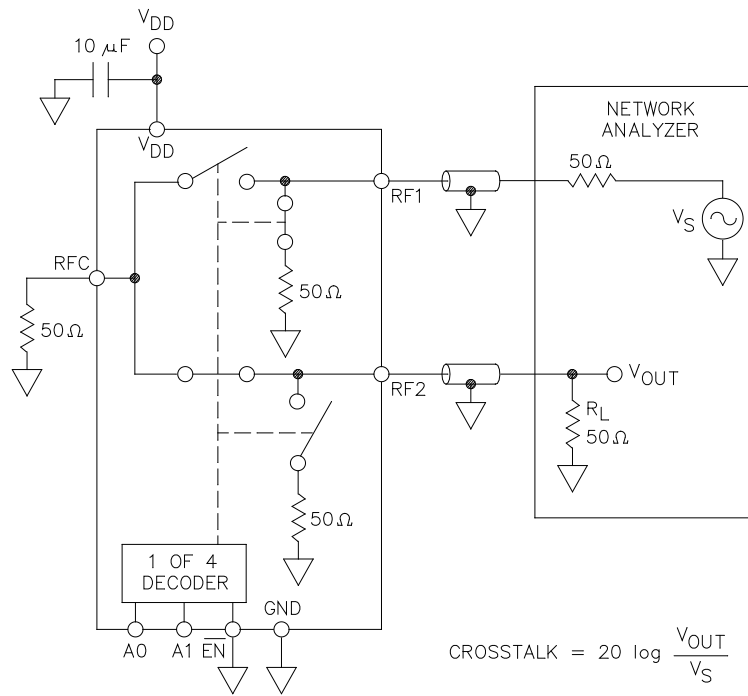 V_DD
10 μF
V_DD
NETWORK
ANALYZER
50Ω
RF1
V_S
RFC
50Ω
50Ω
RF2
V_OUT
R_L
50Ω
50Ω
1 OF 4
DECODER
GND
A0 A1 E̅N̅
CROSSTALK = 20 log V_OUT / V_S